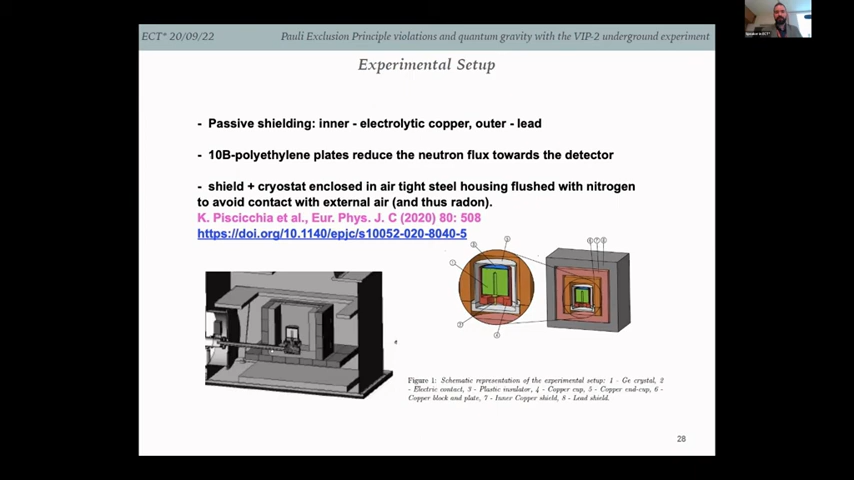 ECT* 20/09/22 Pauli Exclusion Principle violations and quantum gravity with the VIP-2 underground experiment
Experimental Setup
- Passive shielding: inner - electrolytic copper, outer - lead
- 10B-polyethylene plates reduce the neutron flux towards the detector
- shield + cryostat enclosed in air tight steel housing flushed with nitrogen
to avoid contact with external air (and thus radon).
K. Piscicchia et al., Eur. Phys. J. C (2020) 80: 508
https://doi.org/10.1140/epjc/s10052-020-8040-5
Figure 1: Schematic representation of the experimental setup: 1 - Ge crystal, 2
- Electric contact, 3 - Plastic insulator, 4 - Copper cup, 5 - Copper end-cup, 6 -
Copper block and plate, 7 - Inner Copper shield, 8 - Lead shield.
28